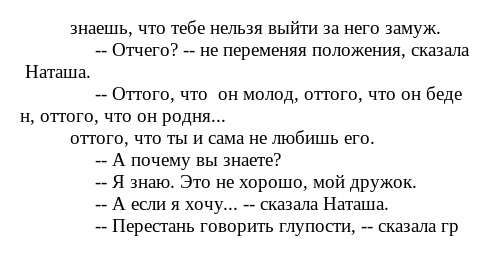 знаешь, что тебе нельзя выйти за него замуж.
-- Отчего? -- не переменяя положения, сказала
Наташа.
-- Оттого, что  он молод, оттого, что он беде
н, оттого, что он родня...
оттого, что ты и сама не любишь его.
-- А почему вы знаете?
-- Я знаю. Это не хорошо, мой дружок.
-- А если я хочу... -- сказала Наташа.
-- Перестань говорить глупости, -- сказала гр